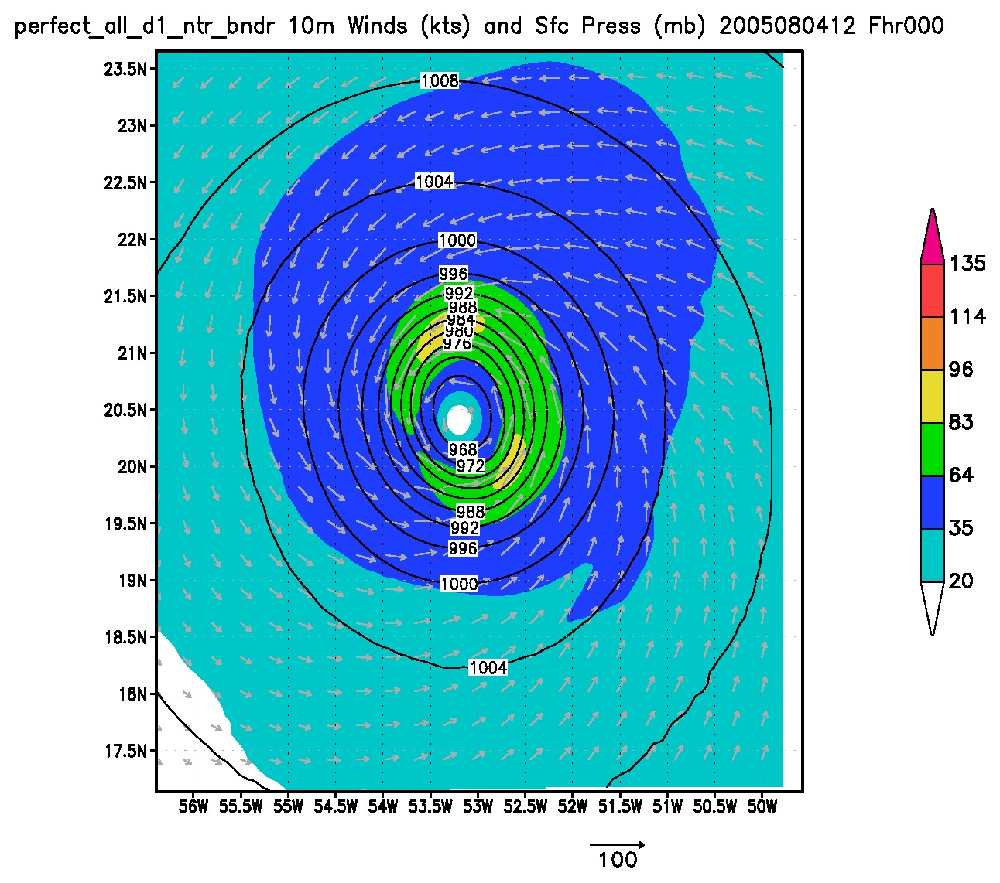 perfect_all_d1_ntr_bndr 10m Winds (kts) and Sfc Press (mb) 2005080412 Fhr000
23.5N
23N
22.5N
22N
21.5N
21N
20.5N
20N
19.5N
19N
18.5N
18N
17.5N
1008
1004
1000
996
992
988
984
980
976
968
972
988
992
996
1000
1004
56W 55.5W 55W 54.5W 54W 53.5W 53W 52.5W 52W 51.5W 51W 50.5W 50W
135
114
96
83
64
35
20
100